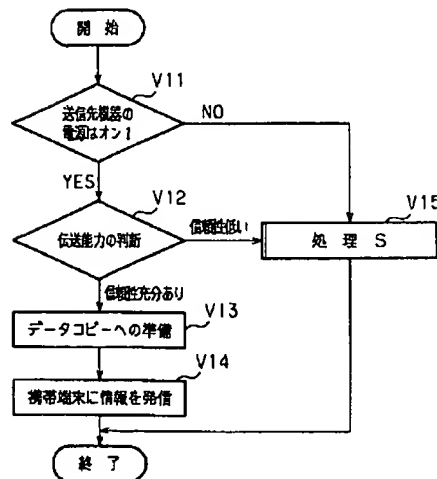 開始
V11
送信先機器の
電源はオン?
NO
YES
V12
V15
伝送能力の判断
信頼性低い
処理S
信頼性充分あり
V13
データコピーへの準備
V14
携帯端末に情報を発信
終了